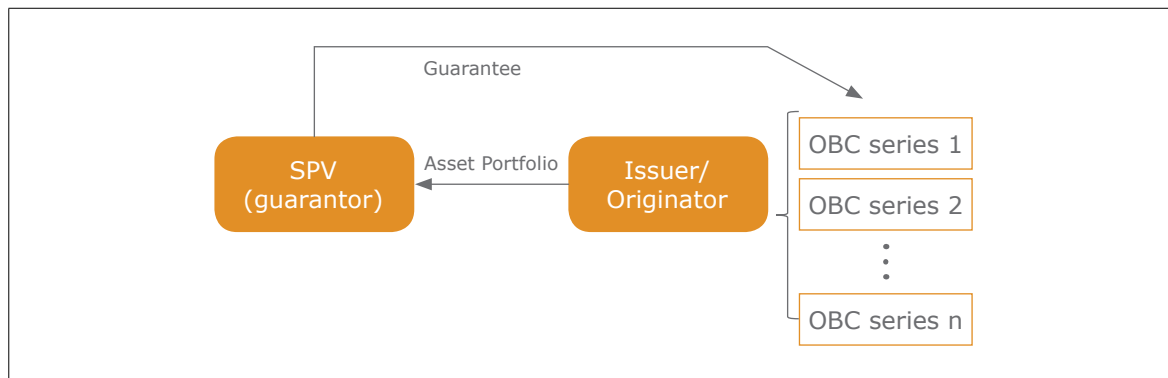 Guarantee
SPV
(guarantor)
Asset Portfolio
Issuer/
Originator
OBC series 1
OBC series 2
OBC series n